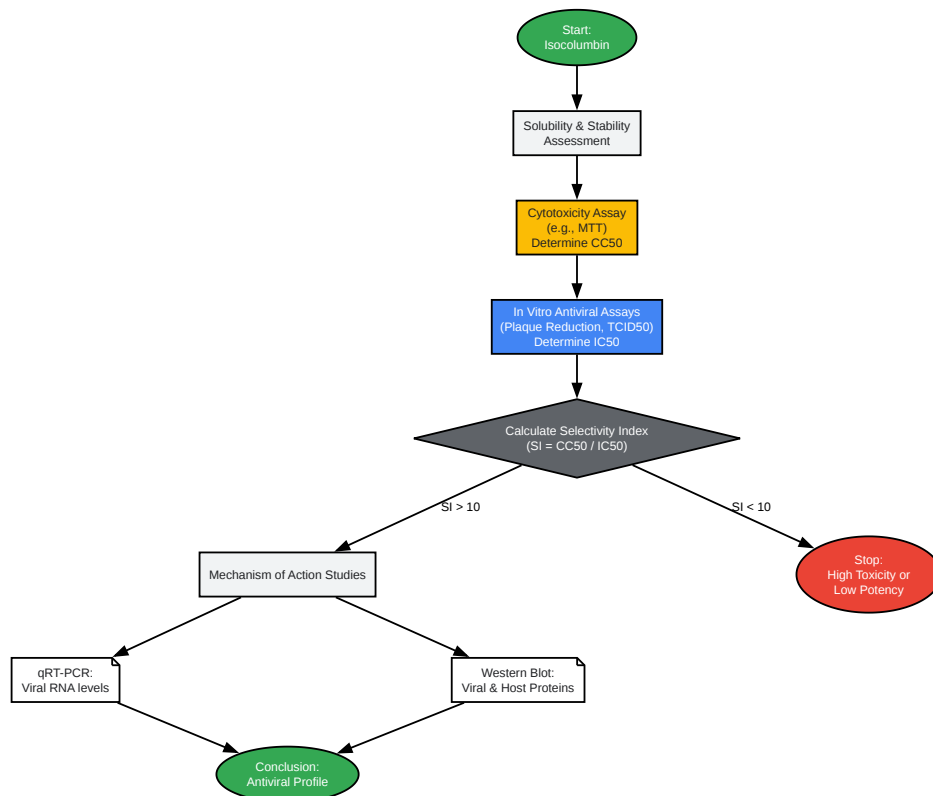 Start:
Isocolumbin
Solubility & Stability
Assessment
Cytotoxicity Assay
(e.g., MTT)
Determine CC50
In Vitro Antiviral Assays
(Plaque Reduction, TCID50)
Determine IC50
Calculate Selectivity Index
(SI = CC50 / IC50)
SI > 10
SI < 10
Mechanism of Action Studies
Stop:
High Toxicity or
Low Potency
qRT-PCR:
Viral RNA levels
Western Blot:
Viral & Host Proteins
Conclusion:
Antiviral Profile